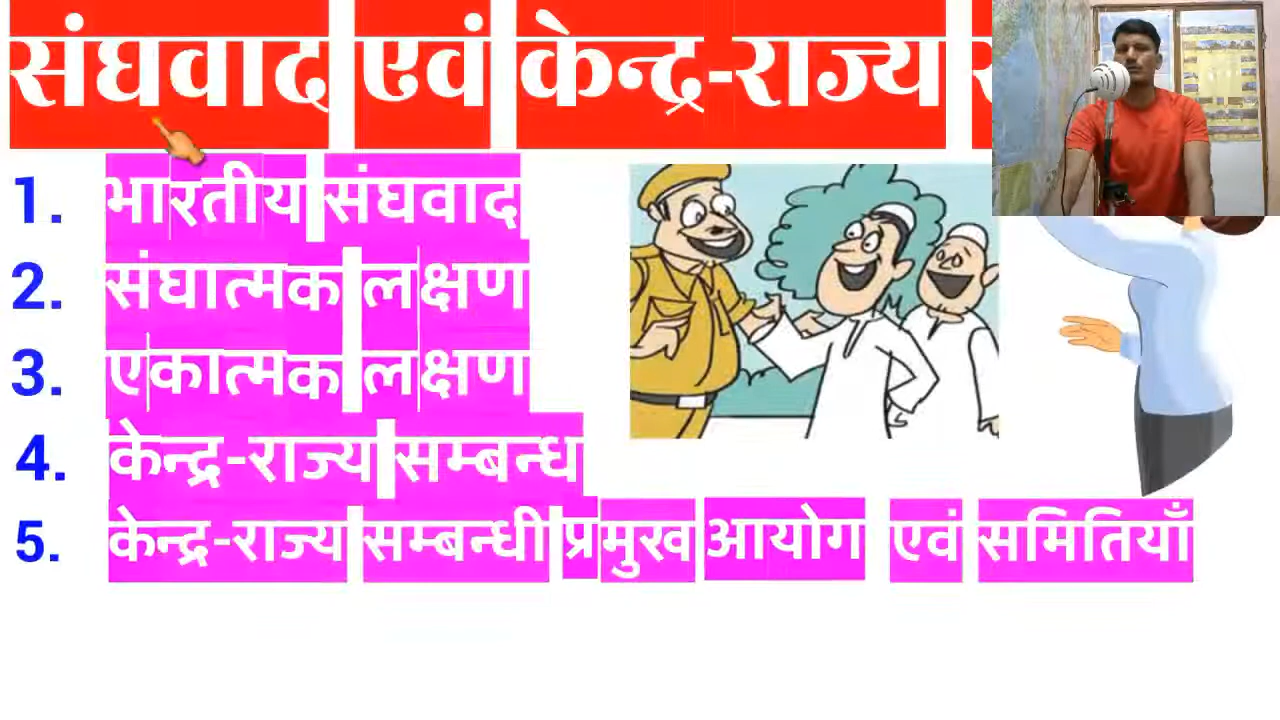 संघवाद एवं केन्द्र-राज्य
1. भारतीय संघवाद
2. संघात्मक लक्षण
3. एकात्मक लक्षण
4. केन्द्र-राज्य सम्बन्ध
5. केन्द्र-राज्य सम्बन्धी प्रमुख आयोग एवं समितियाँ